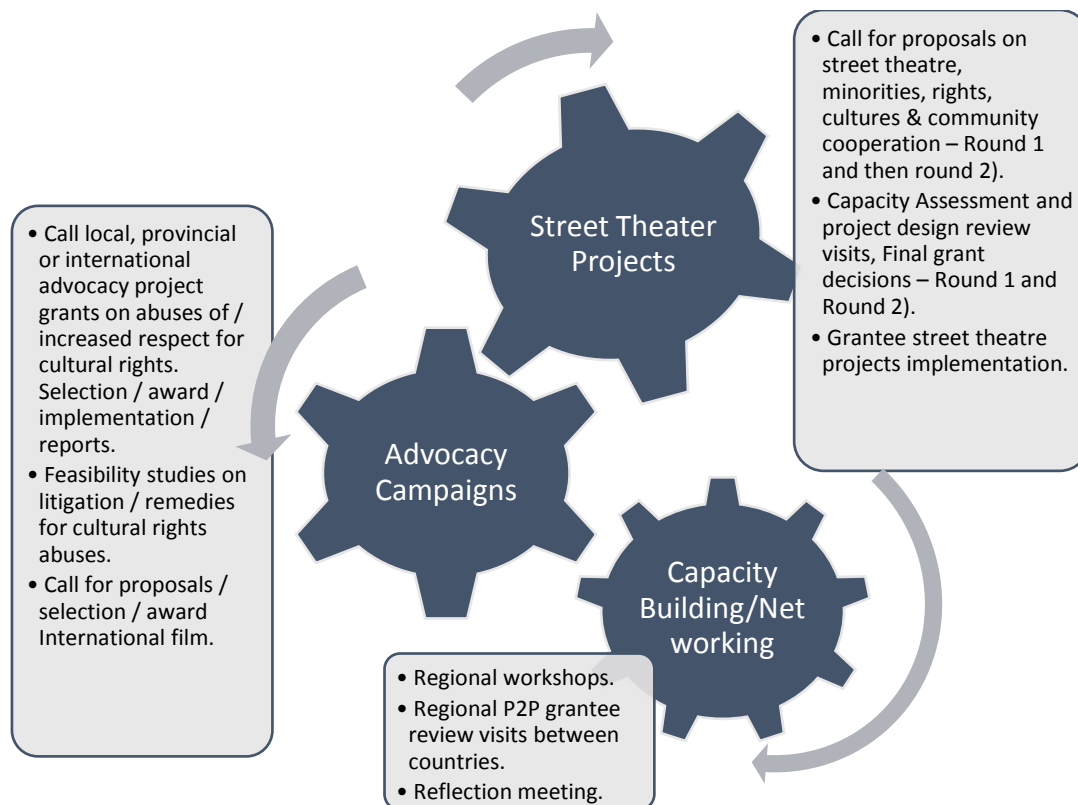 Street Theater
Projects
• Call for proposals on
street theatre,
minorities, rights,
cultures & community
cooperation – Round 1
and then round 2).
• Capacity Assessment and
project design review
visits, Final grant
decisions – Round 1 and
Round 2).
• Grantee street theatre
projects implementation.
Advocacy
Campaigns
• Call local, provincial
or international
advocacy project
grants on abuses of /
increased respect for
cultural rights.
Selection / award /
implementation /
reports.
• Feasibility studies on
litigation / remedies
for cultural rights
abuses.
• Call for proposals /
selection / award
International film.
Capacity
Building/Net
working
• Regional workshops.
• Regional P2P grantee
review visits between
countries.
• Reflection meeting.